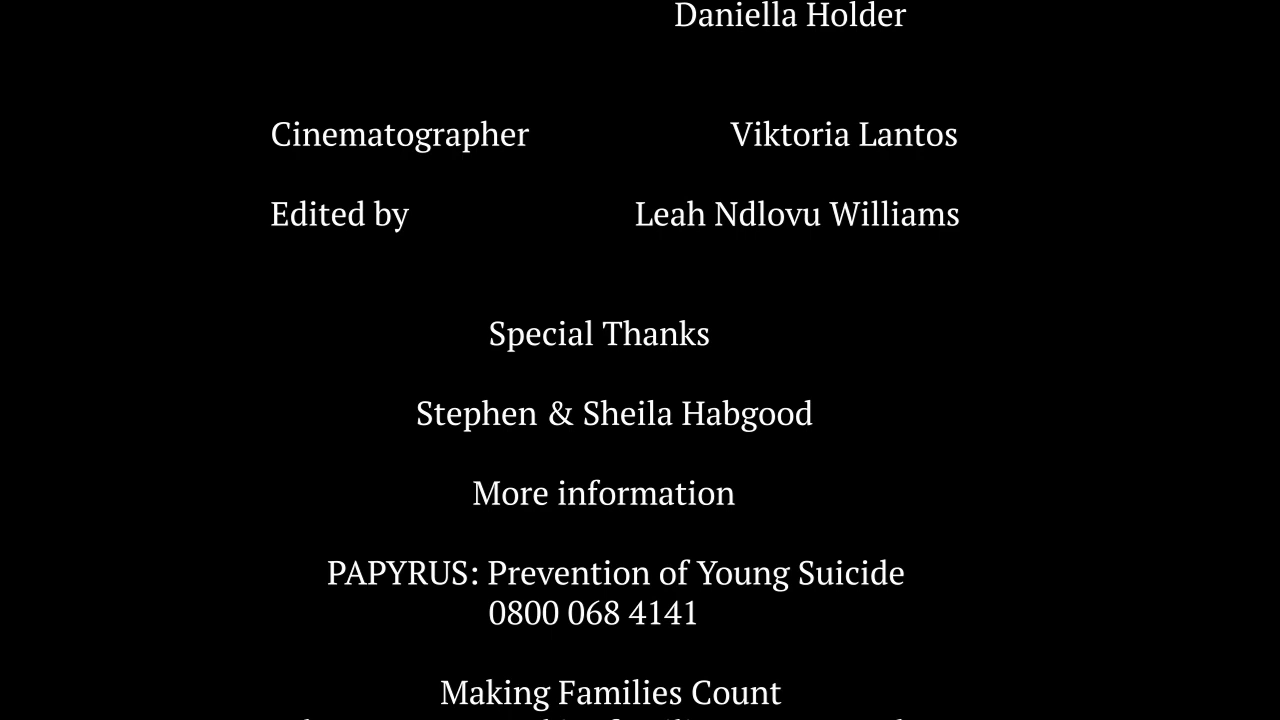 Daniella Holder
Cinematographer Viktoria Lantos
Edited by Leah Ndlovu Williams
Special Thanks
Stephen & Sheila Habgood
More information
PAPYRUS: Prevention of Young Suicide
0800 068 4141
Making Families Count